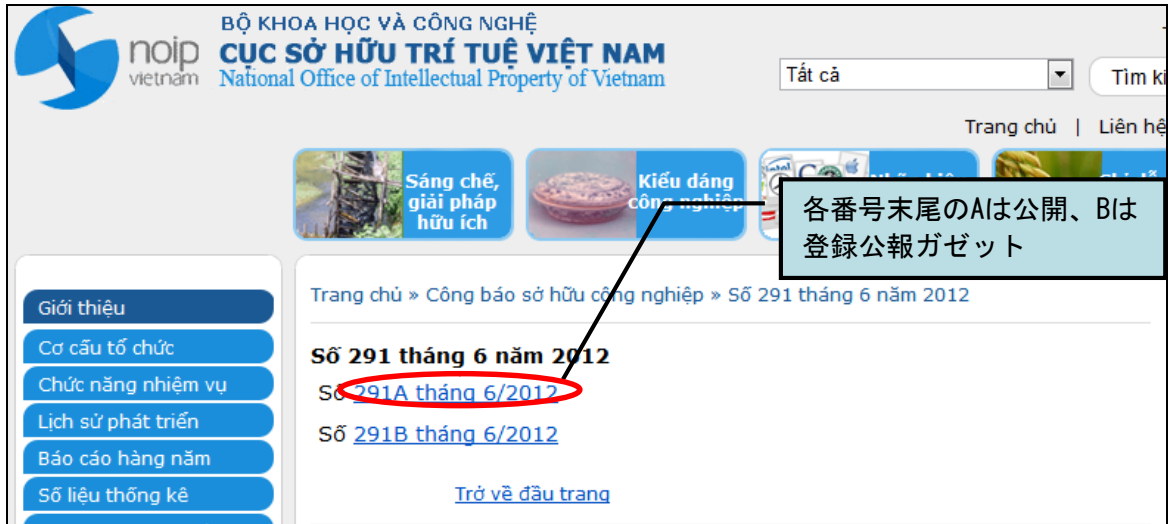 BỘ KHOA HỌC VÀ CÔNG NGHỆ
noip
vietnam
CỤC SỞ HỮU TRÍ TUỆ VIỆT NAM
National Office of Intellectual Property of Vietnam
Tất cả
Tìm
Trang chủ | Liên hệ
Sáng chế,
giải pháp
hữu ích
Kiểu dáng
công nghiệp
intel
各番号末尾のAは公開、Bは
登録公報ガゼット
Giới thiệu
Cơ cấu tổ chức
Chức năng nhiệm vụ
Lịch sử phát triển
Báo cáo hàng năm
Số liệu thống kê
Trang chủ » Công báo sở hữu công nghiệp » Số 291 tháng 6 năm 2012
Số 291 tháng 6 năm 2012
Số 291A tháng 6/2012
Số 291B tháng 6/2012
Trở về đầu trang